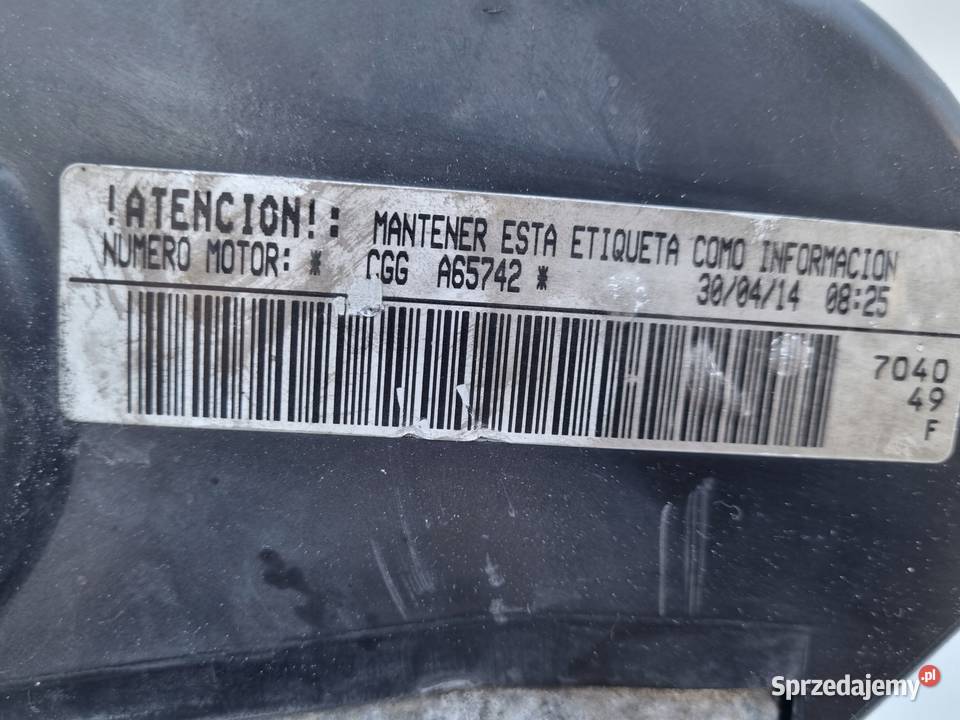 !ATENCION!: MANTENER ESTA ETIQUETA COMO INFORMACION
NUMERO MOTOR: * CGG A65742 * 30/04/14 08:25
7040
49
F
Sprzedajemy.pl